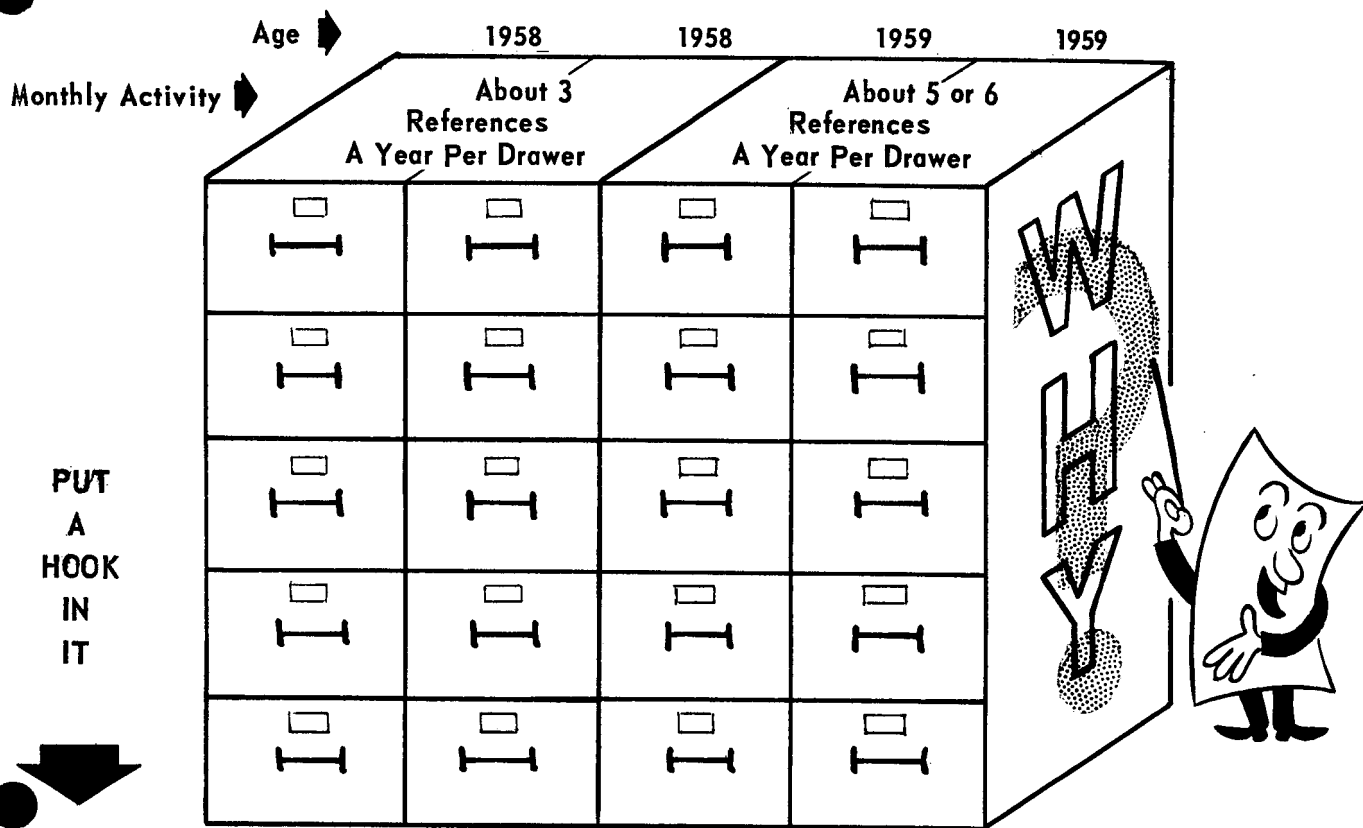 Age 1958 1958 1959 1959
Monthly Activity
About 3
References
A Year Per Drawer
About 5 or 6
References
A Year Per Drawer
WHY
PUT
A
HOOK
IN
IT